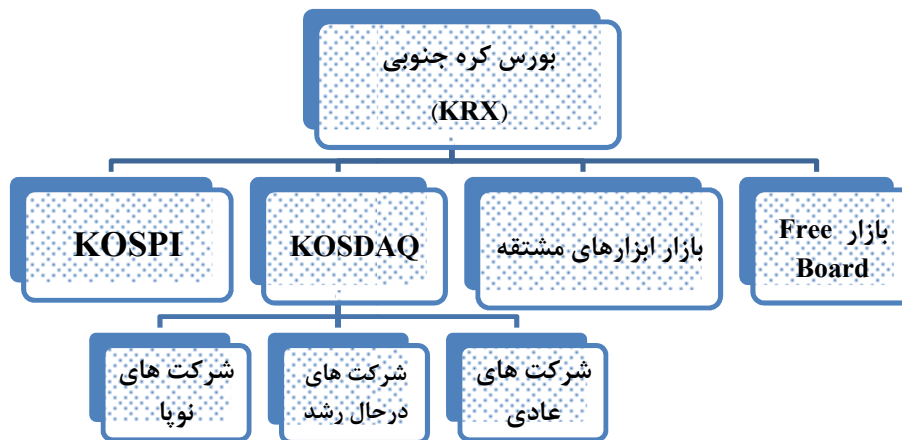 بورس کره جنوبی
(KRX)
KOSPI
KOSDAQ
بازار ابزارهای مشتقه
بازار Free
Board
شرکت های
نوپا
شرکت های
درحال رشد
شرکت های
عادی